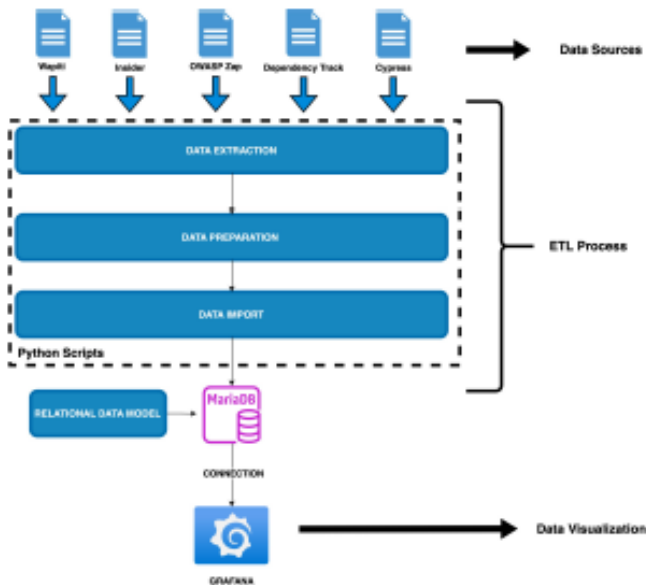 Wapiti
Insider
OWASP Zap
Dependency Track
Cypress
Data Sources
DATA EXTRACTION
DATA PREPARATION
ETL Process
DATA IMPORT
Python Scripts
RELATIONAL DATA MODEL
MariaDB
CONNECTION
Data Visualization
GRAFANA